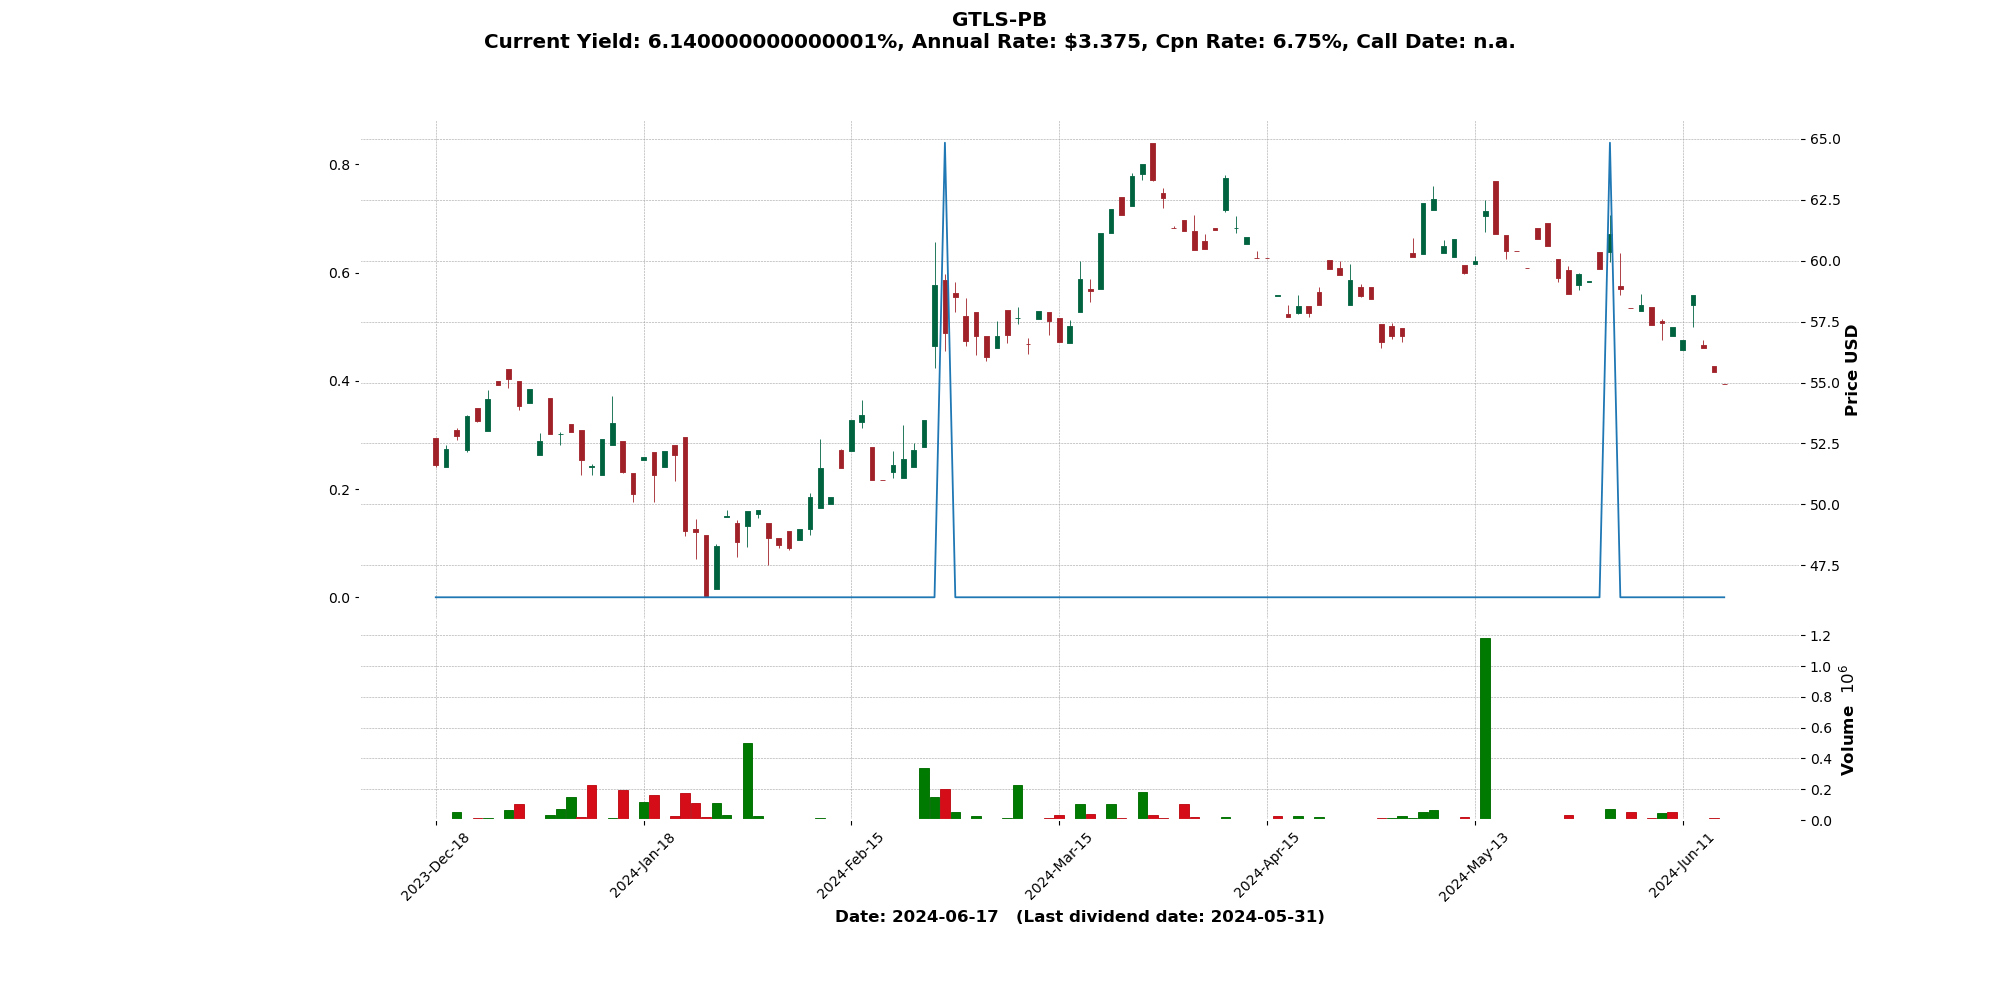 GTLS-PB
Current Yield: 6.140000000000001%, Annual Rate: $3.375, Cpn Rate: 6.75%, Call Date: n.a.
0.8
0.6
0.4
0.2
0.0
65.0
62.5
60.0
57.5
55.0
52.5
50.0
47.5
Price USD
1.2
1.0
0.8
0.6
0.4
0.2
0.0
Volume 10^6
2023-Dec-18
2024-Jan-18
2024-Feb-15
2024-Mar-15
2024-Apr-15
2024-May-13
2024-Jun-11
Date: 2024-06-17 (Last dividend date: 2024-05-31)